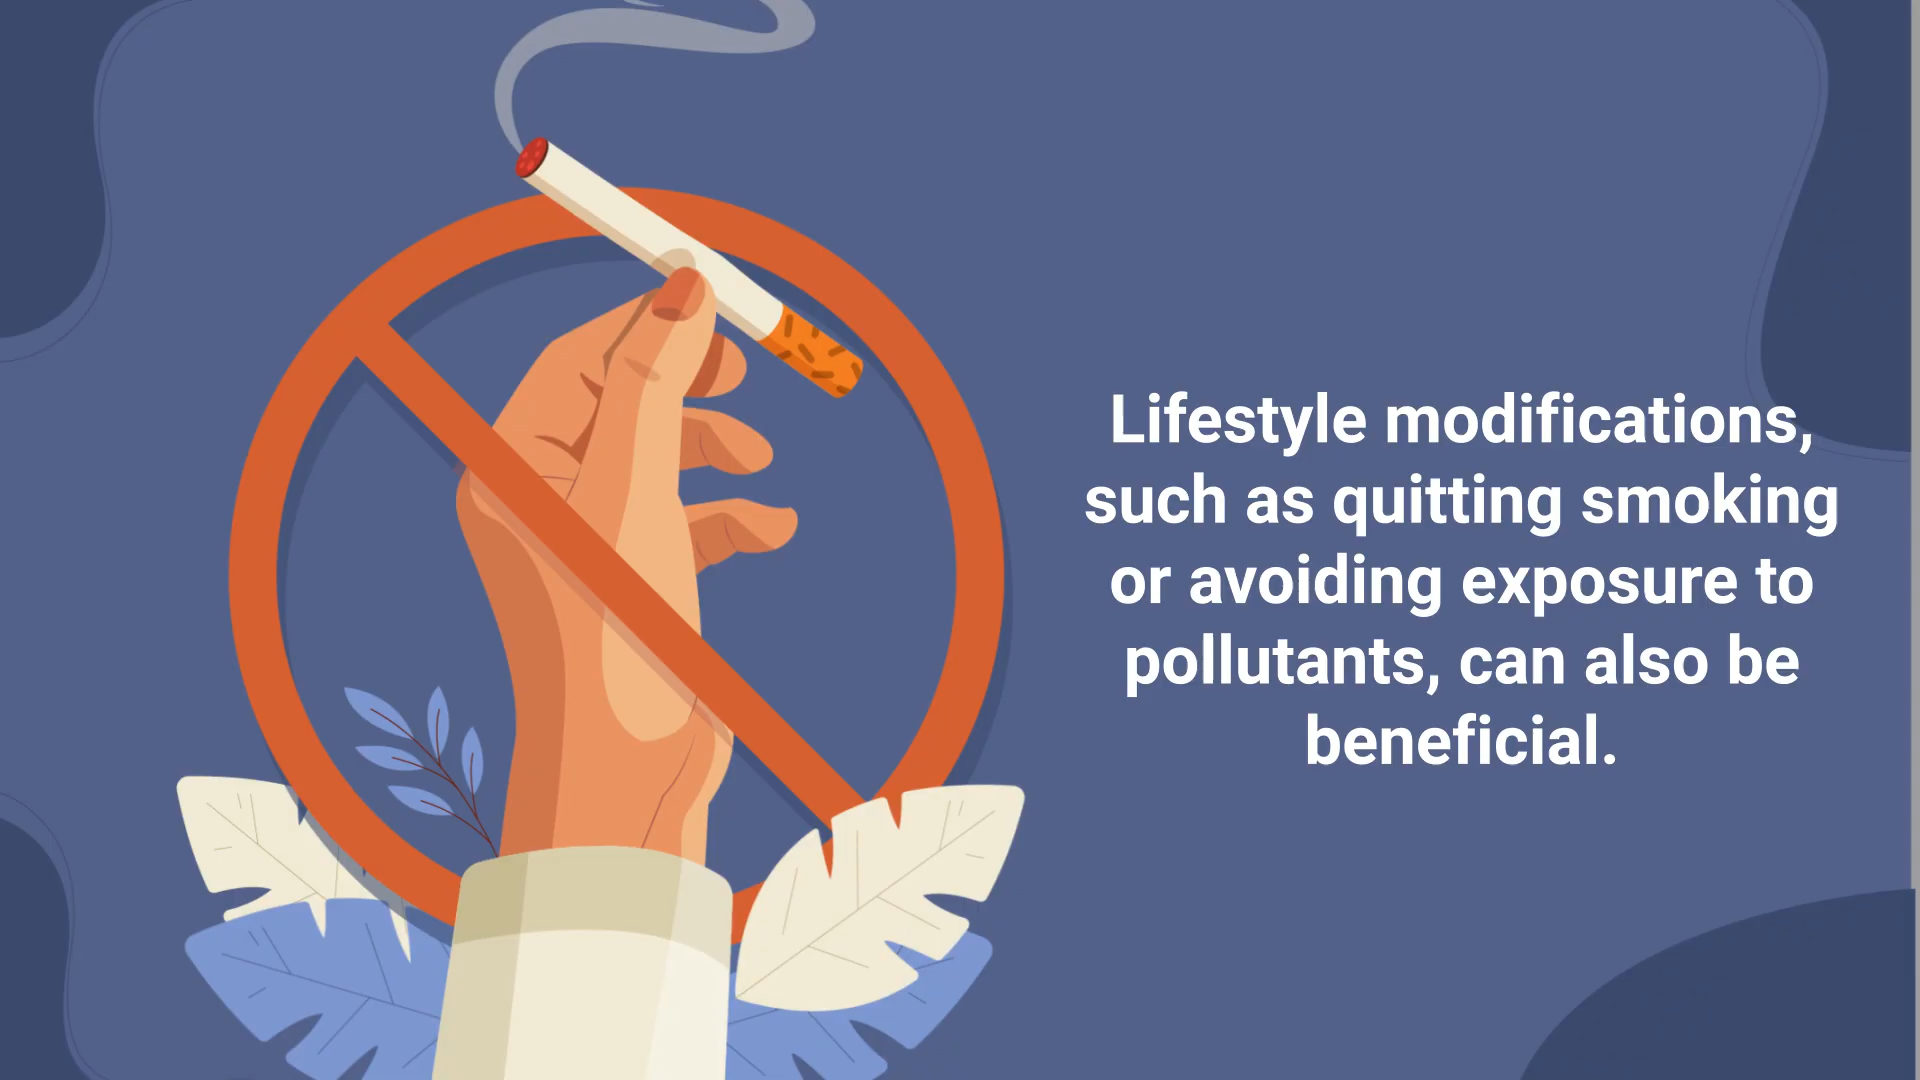 Lifestyle modifications,
such as quitting smoking
or avoiding exposure to
pollutants, can also be
beneficial.